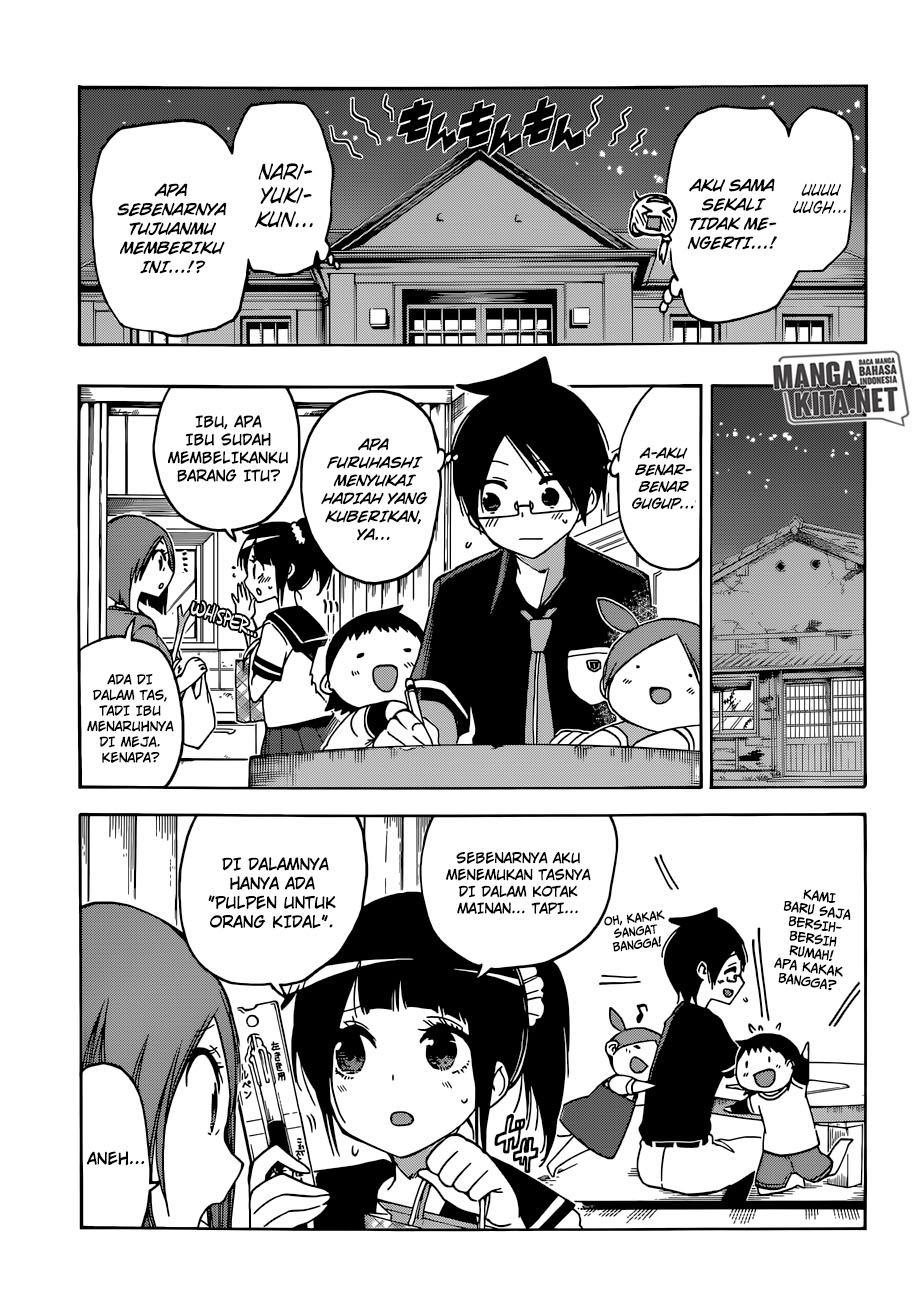 もんもんもん
UUUU
UUGH...
AKU SAMA
SEKALI
TIDAK ME-
NGERTI...!
NARI-
YUKI-
KUN...
APA
SEBENARNYA
TUJUANMU
MEMBERIKU
INI...!?
MANGA
KITA.NET
BACA MANGA
BAHASA
INDONESIA
A-AKU
BENAR-
BENAR
GUGUP...
APA
FURUHASHI
MENYUKAI
HADIAH YANG
KUBERIKAN,
YA...
IBU, APA
IBU SUDAH
MEMBELIKANKU
BARANG ITU?
WHISPER...
ADA DI
DALAM TAS,
TADI IBU
MENARUHNYA
DI MEJA.
KENAPA?
KAMI
BARU SAJA
BERSIH-
BERSIH
RUMAH!
APA KAKAK
BANGGA?
OH, KAKAK
SANGAT
BANGGA!
SEBENARNYA AKU
MENEMUKAN TASNYA
DI DALAM KOTAK
MAINAN... TAPI...
DI DALAMNYA
HANYA ADA
"PULPEN UNTUK
ORANG KIDAL".
ANEH...